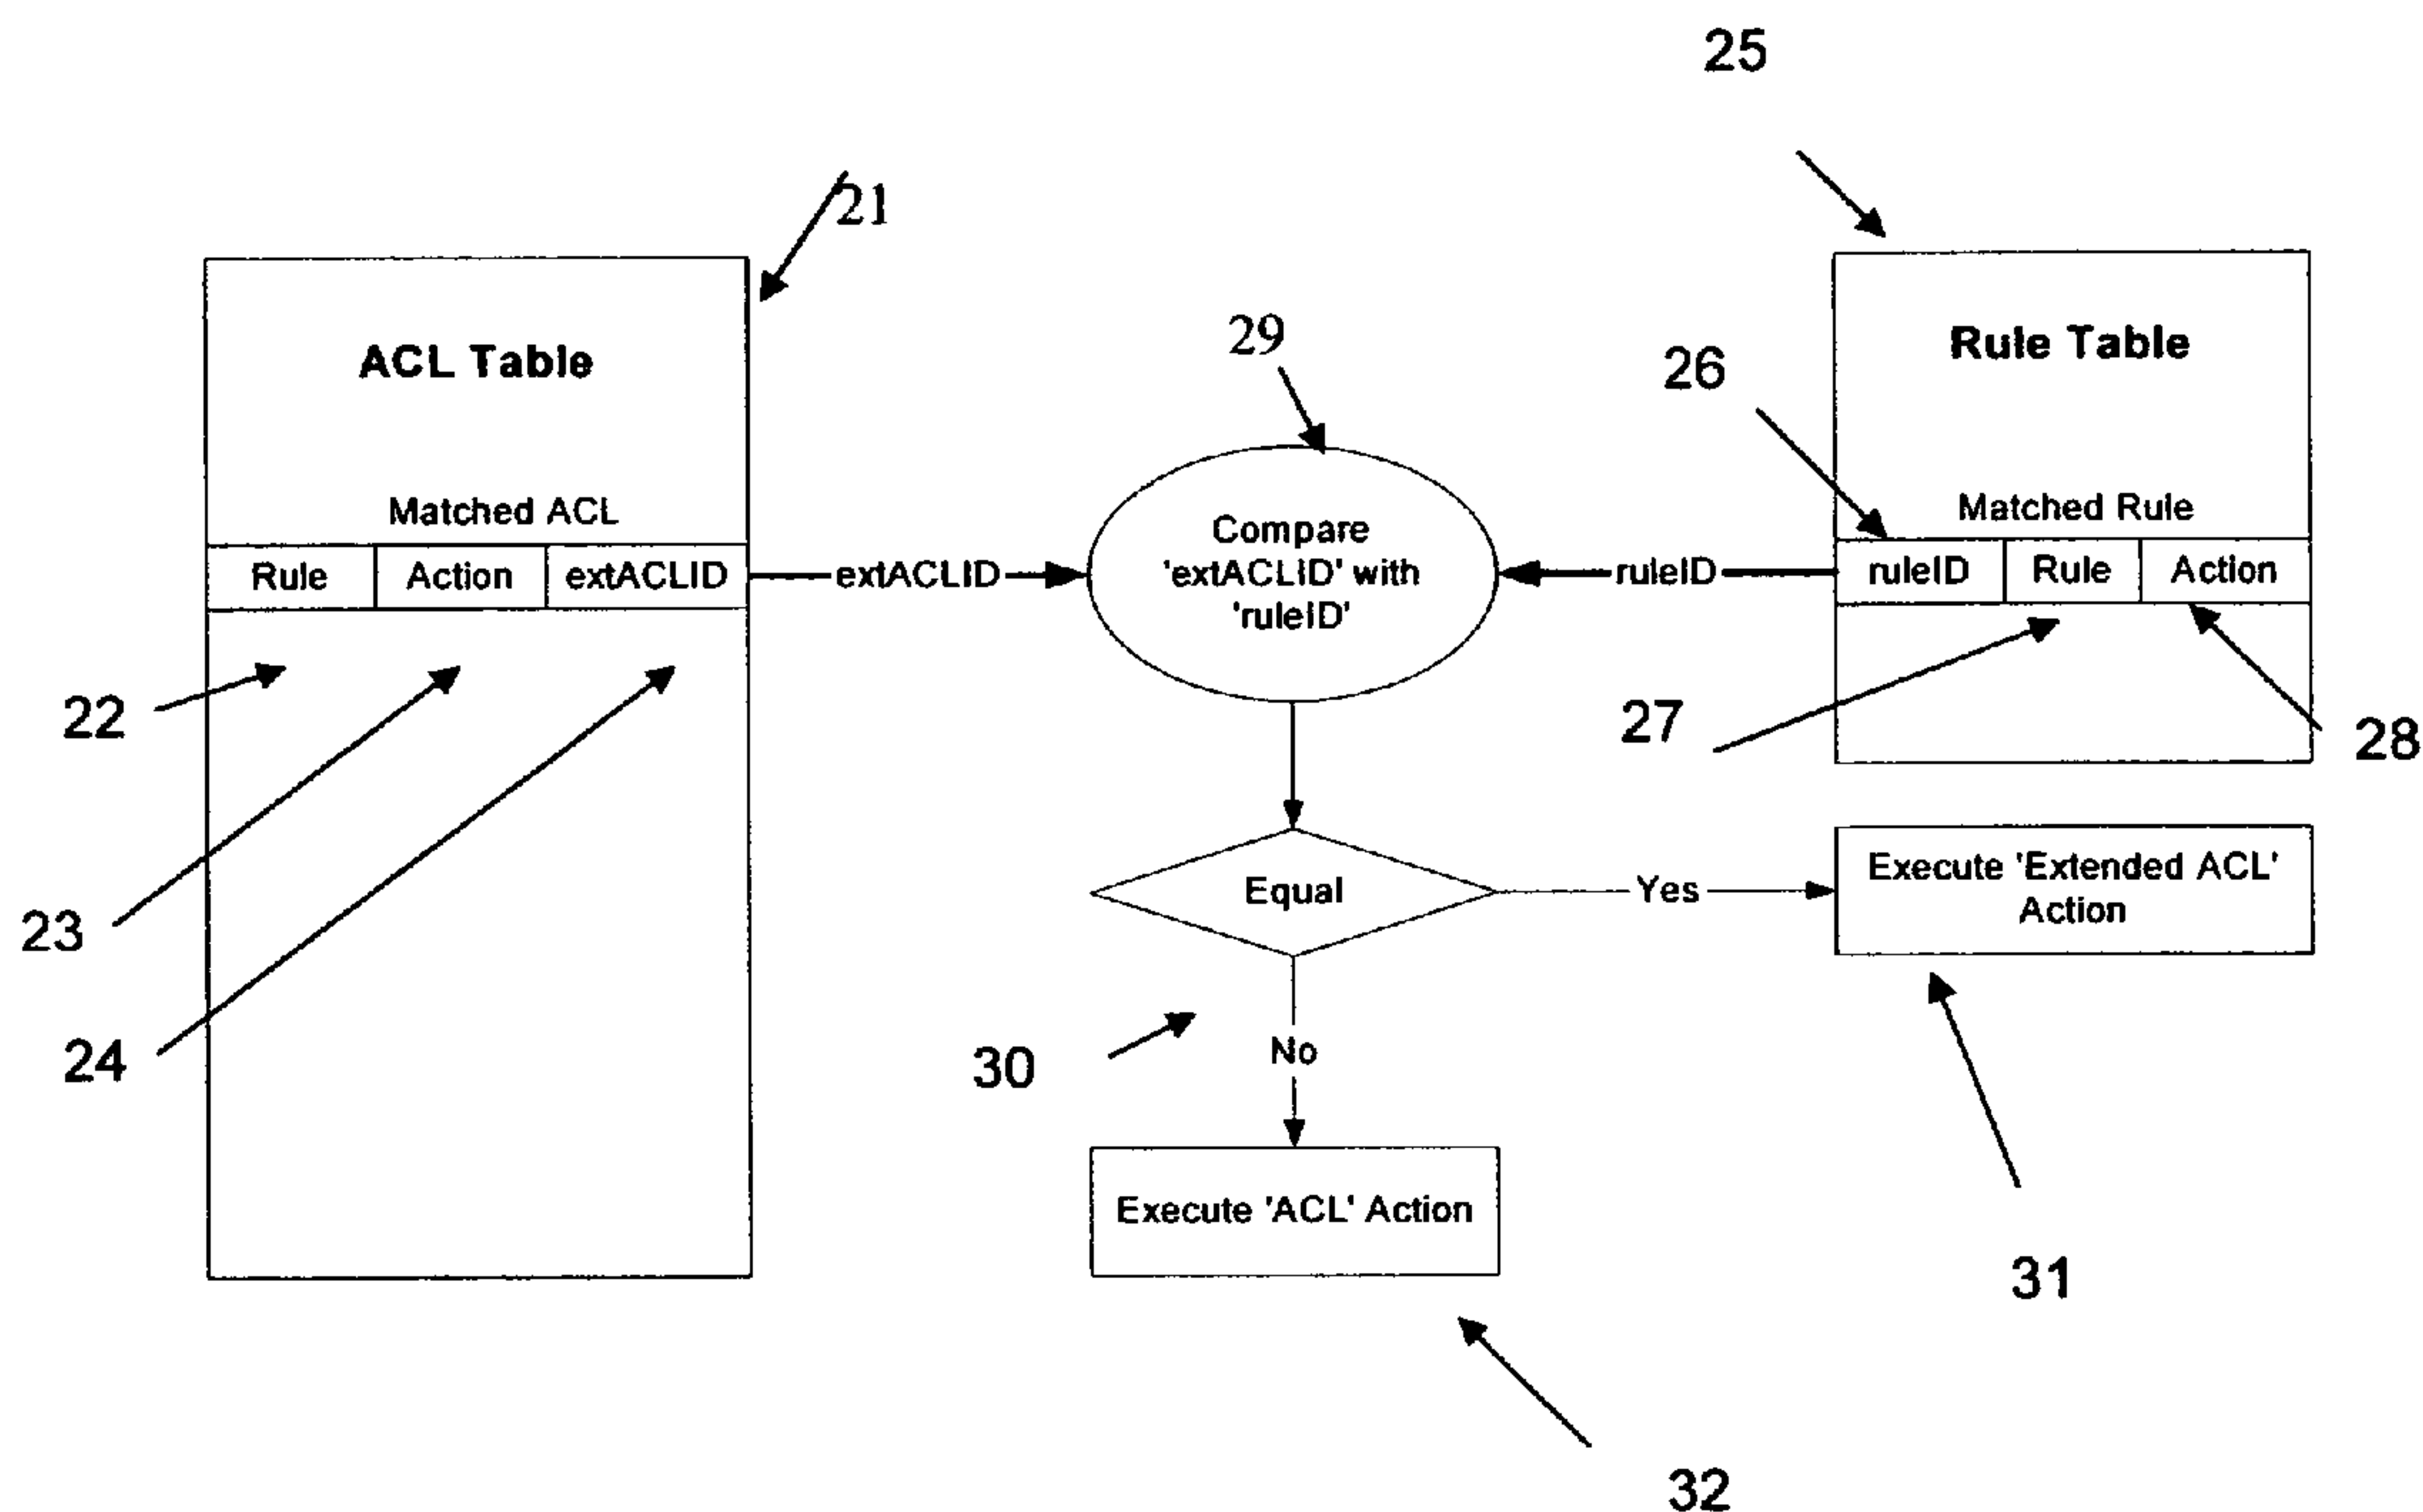 25
21
ACL Table
29
26
Rule Table
Matched ACL
Matched Rule
Rule
Action
extACLID
extACLID
Compare
'extACLID' with
'ruleID'
ruleID
ruleID
Rule
Action
22
23
24
27
28
Equal
Yes
Execute 'Extended ACL'
Action
30
No
31
Execute 'ACL' Action
32